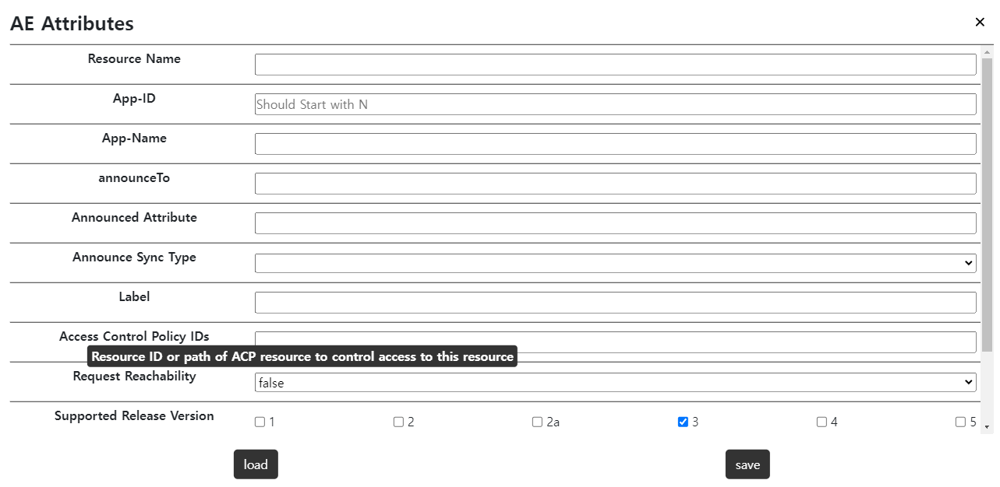 AE Attributes
Resource Name
App-ID Should Start with N
App-Name
announceTo
Announced Attribute
Announce Sync Type
Label
Access Control Policy IDs
Resource ID or path of ACP resource to control access to this resource
Request Reachability false
Supported Release Version 1 2 2a 3 4 5
load save